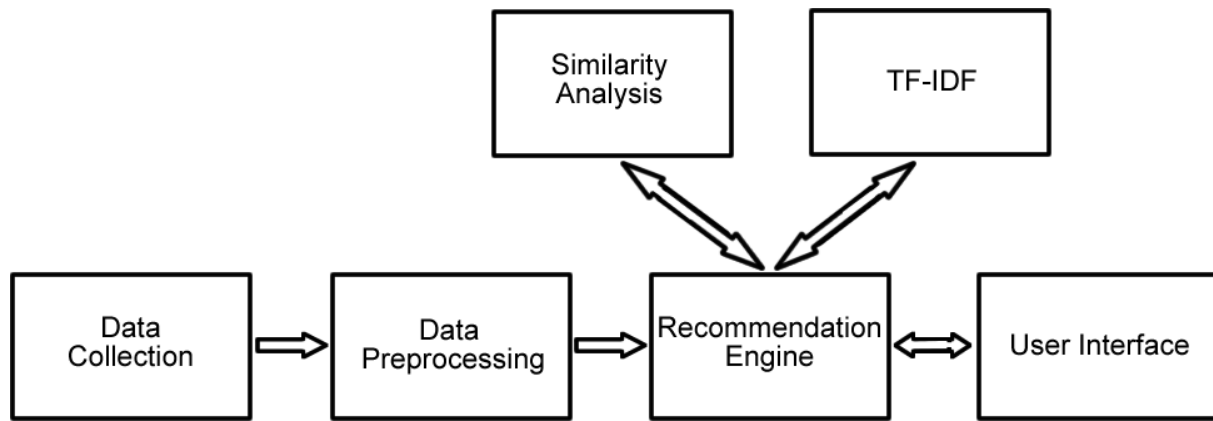 Similarity
Analysis
TF-IDF
Data
Collection
Data
Preprocessing
Recommendation
Engine
User Interface